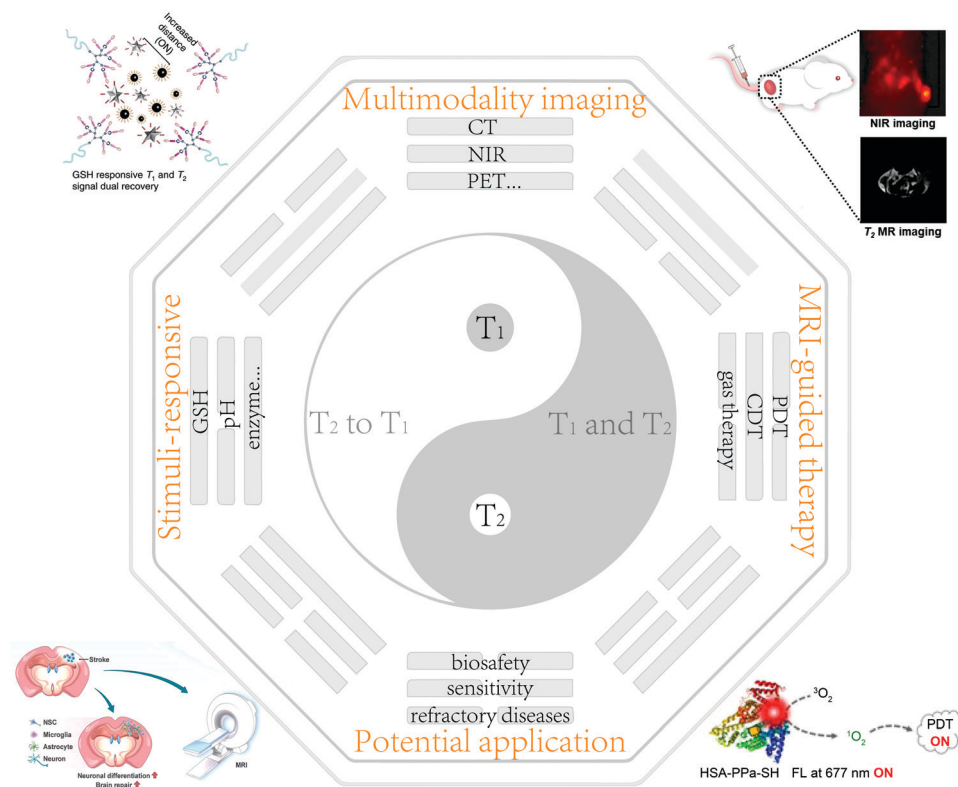 Increased
distance
(ON)
GSH responsive T1 and T2
signal dual recovery
Multimodality imaging
CT
NIR
PET...
NIR imaging
T2 MR imaging
Stimuli-responsive
GSH
pH
enzyme...
T1
T2 to T1
T1 and T2
T2
MRI-guided therapy
PDT
CDT
gas therapy
biosafety
sensitivity
refractory diseases
Potential application
Stroke
NSC
Microglia
Astrocyte
Neuron
Neuronal differentiation
Brain repair
MRI
3O2
1O2
PDT
ON
HSA-PPa-SH FL at 677 nm ON